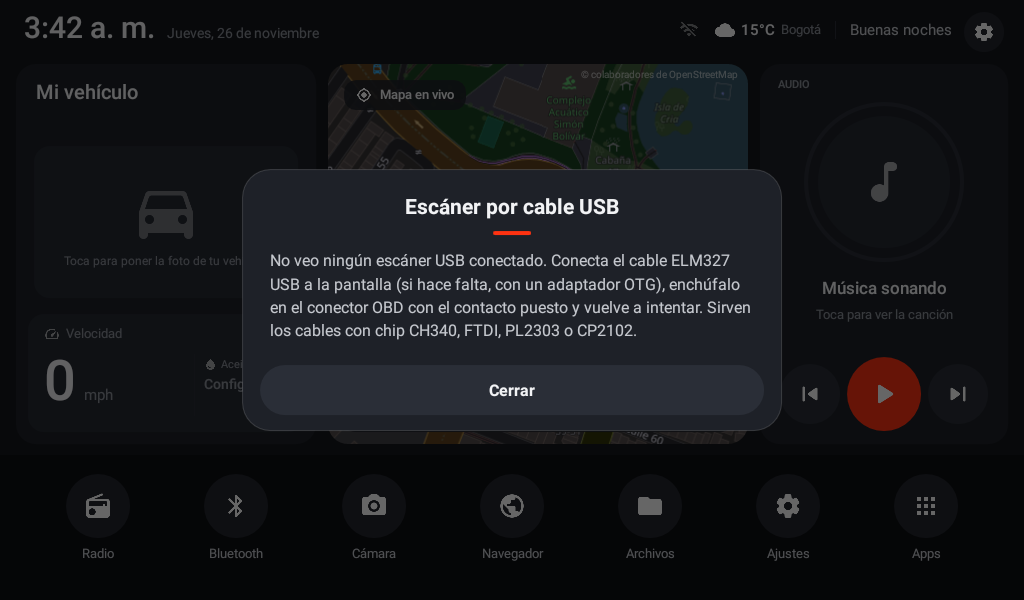 3:42 a. m.
Jueves, 26 de noviembre
15°C Bogotá
Buenas noches
Mi vehículo
Toca para poner la foto de tu veh
Velocidad
0 mph
Acei
Config
© colaboradores de OpenStreetMap
Mapa en vivo
Complejo
Acuático
Simón
Bolívar
Isla de
Cabaña
55
Calle 60
AUDIO
Música sonando
Toca para ver la canción
Escáner por cable USB
No veo ningún escáner USB conectado. Conecta el cable ELM327
USB a la pantalla (si hace falta, con un adaptador OTG), enchúfalo
en el conector OBD con el contacto puesto y vuelve a intentar. Sirven
los cables con chip CH340, FTDI, PL2303 o CP2102.
Cerrar
Radio
Bluetooth
Cámara
Navegador
Archivos
Ajustes
Apps